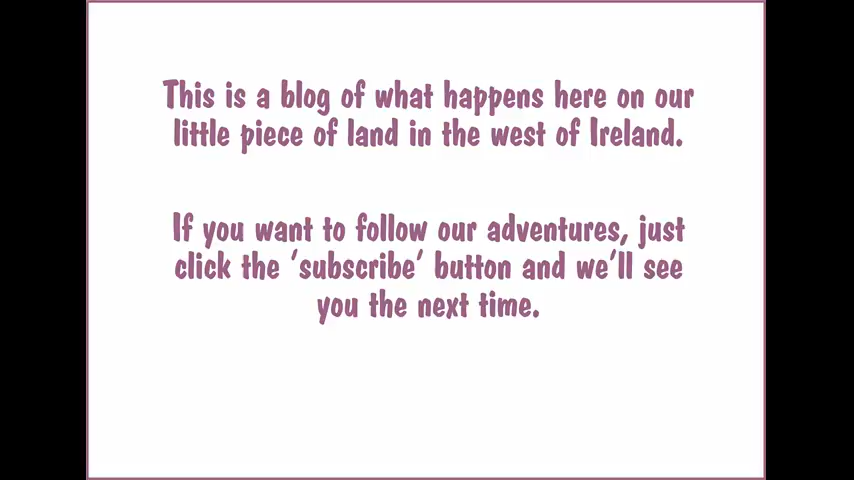 This is a blog of what happens here on our
little piece of land in the west of Ireland.
If you want to follow our adventures, just
click the ‘subscribe’ button and we’ll see
you the next time.